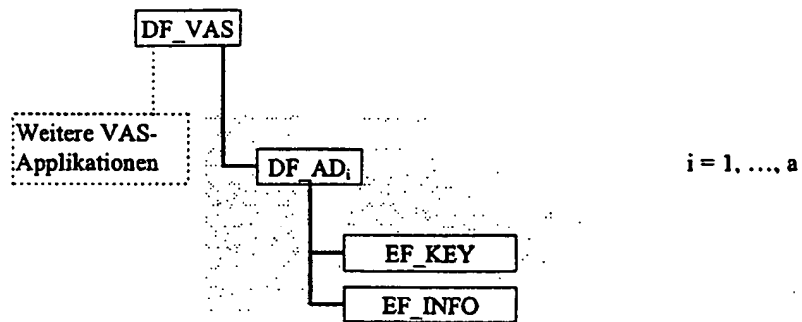 DF_VAS
Weitere VAS-
Applikationen
DF_ADᵢ
i = 1, ..., a
EF_KEY
EF_INFO